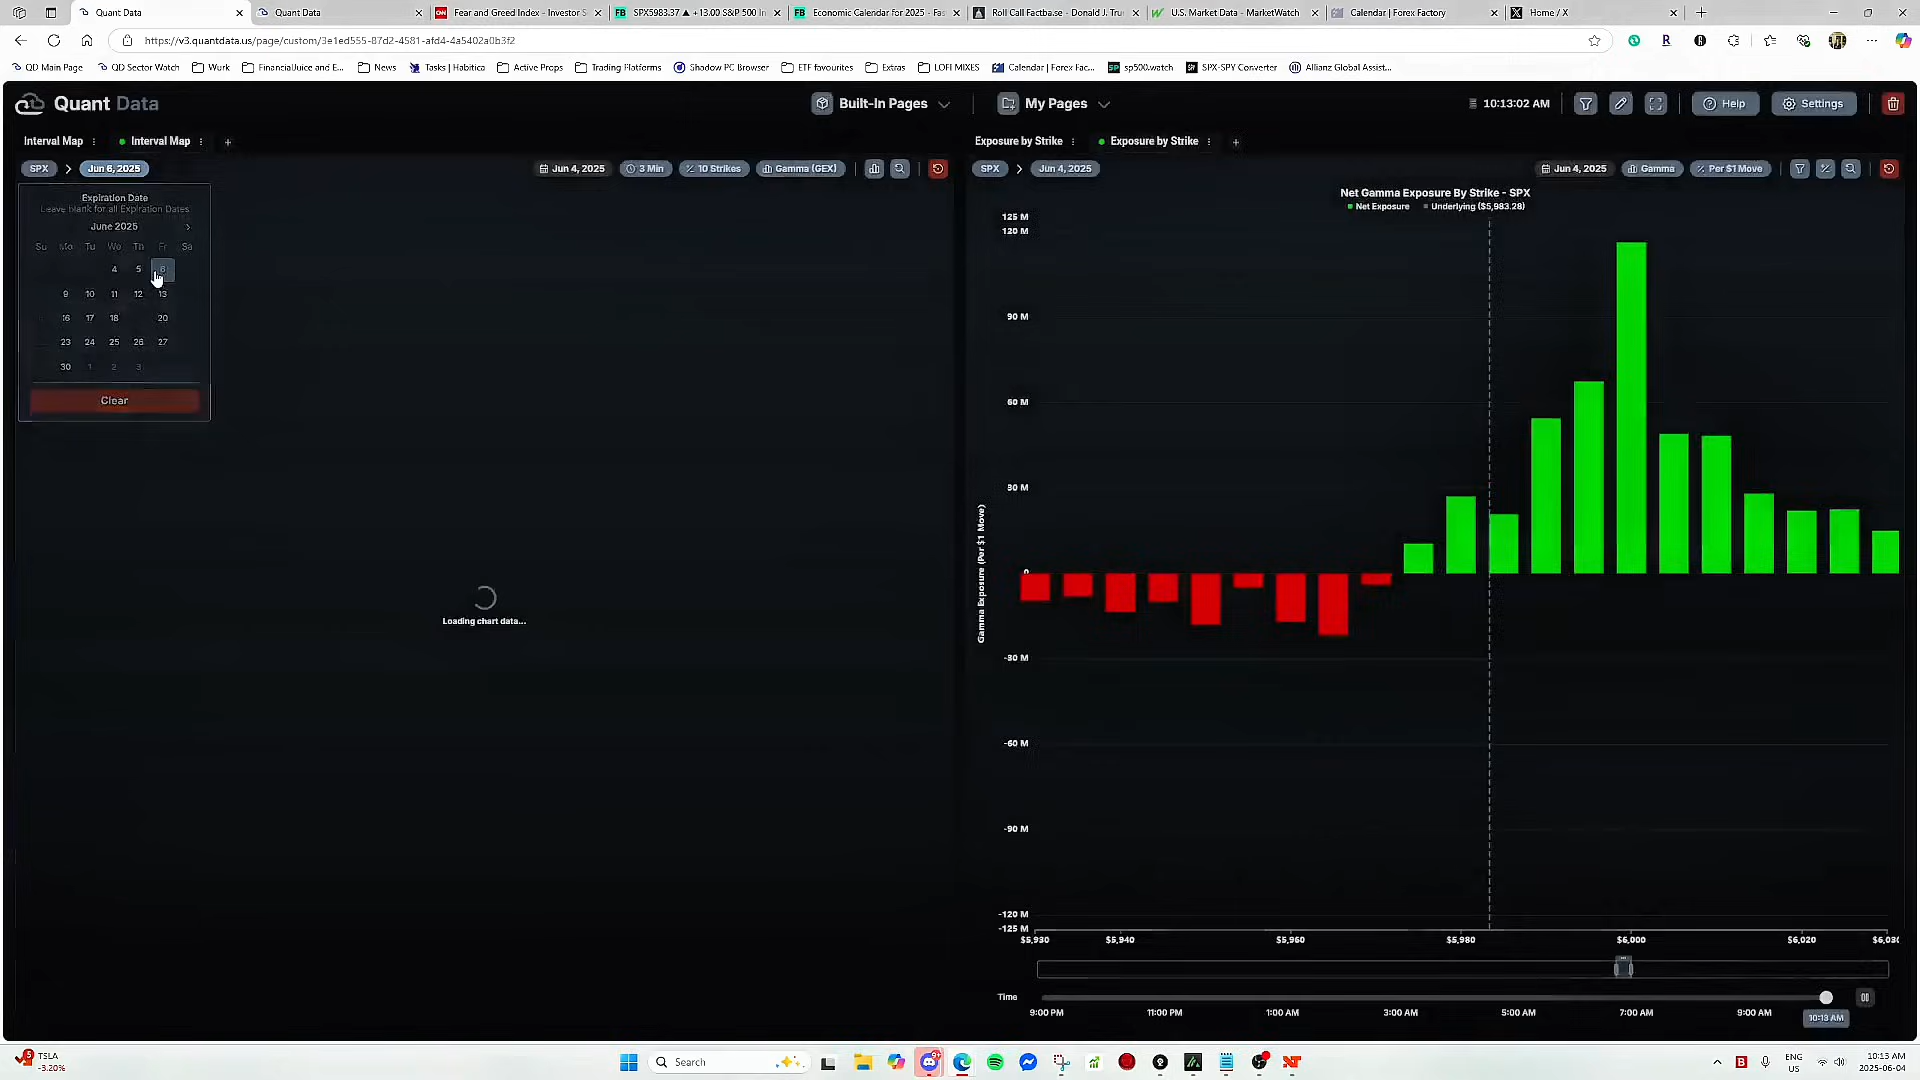 Quant Data
Quant Data
Fear and Greed Index - Investor S
SPX5983.37 ▲ +13.00 S&P 500 In
Economic Calendar for 2025 - Fas
Roll Call Factba.se - Donald J. Tru
U.S. Market Data - MarketWatch
Calendar | Forex Factory
Home / X
https://v3.quantdata.us/page/custom/3e1ed555-87d2-4581-afd4-4a5402a0b3f2
QD Main Page
QD Sector Watch
Wurk
FinancialJuice and E...
News
Tasks | Habitica
Active Props
Trading Platforms
Shadow PC Browser
ETF favourites
Extras
LOFI MIXES
Calendar | Forex Fac...
sp500.watch
SPX-SPY Converter
Allianz Global Assist...
Quant Data
Built-In Pages
My Pages
10:13:02 AM
Help
Settings
Interval Map
Interval Map
SPX
Jun 6, 2025
Jun 4, 2025
3 Min
10 Strikes
Gamma (GEX)
Expiration Date
Leave blank for all Expiration Dates
June 2025
Su Mo Tu We Th Fr Sa
4 5 6
9 10 11 12 13
16 17 18 20
23 24 25 26 27
30 1 2 3
Clear
Loading chart data...
Exposure by Strike
Exposure by Strike
SPX
Jun 4, 2025
Jun 4, 2025
Gamma
Per $1 Move
Net Gamma Exposure By Strike - SPX
Net Exposure
Underlying ($5,983.28)
125 M
120 M
90 M
60 M
30 M
0
-30 M
-60 M
-90 M
-120 M
-125 M
Gamma Exposure (Per $1 Move)
$5,930
$5,940
$5,960
$5,980
$6,000
$6,020
$6,030
Time
9:00 PM
11:00 PM
1:00 AM
3:00 AM
5:00 AM
7:00 AM
9:00 AM
10:13 AM
5
TSLA
-3.20%
Search
ENG
US
10:13 AM
2025-06-04